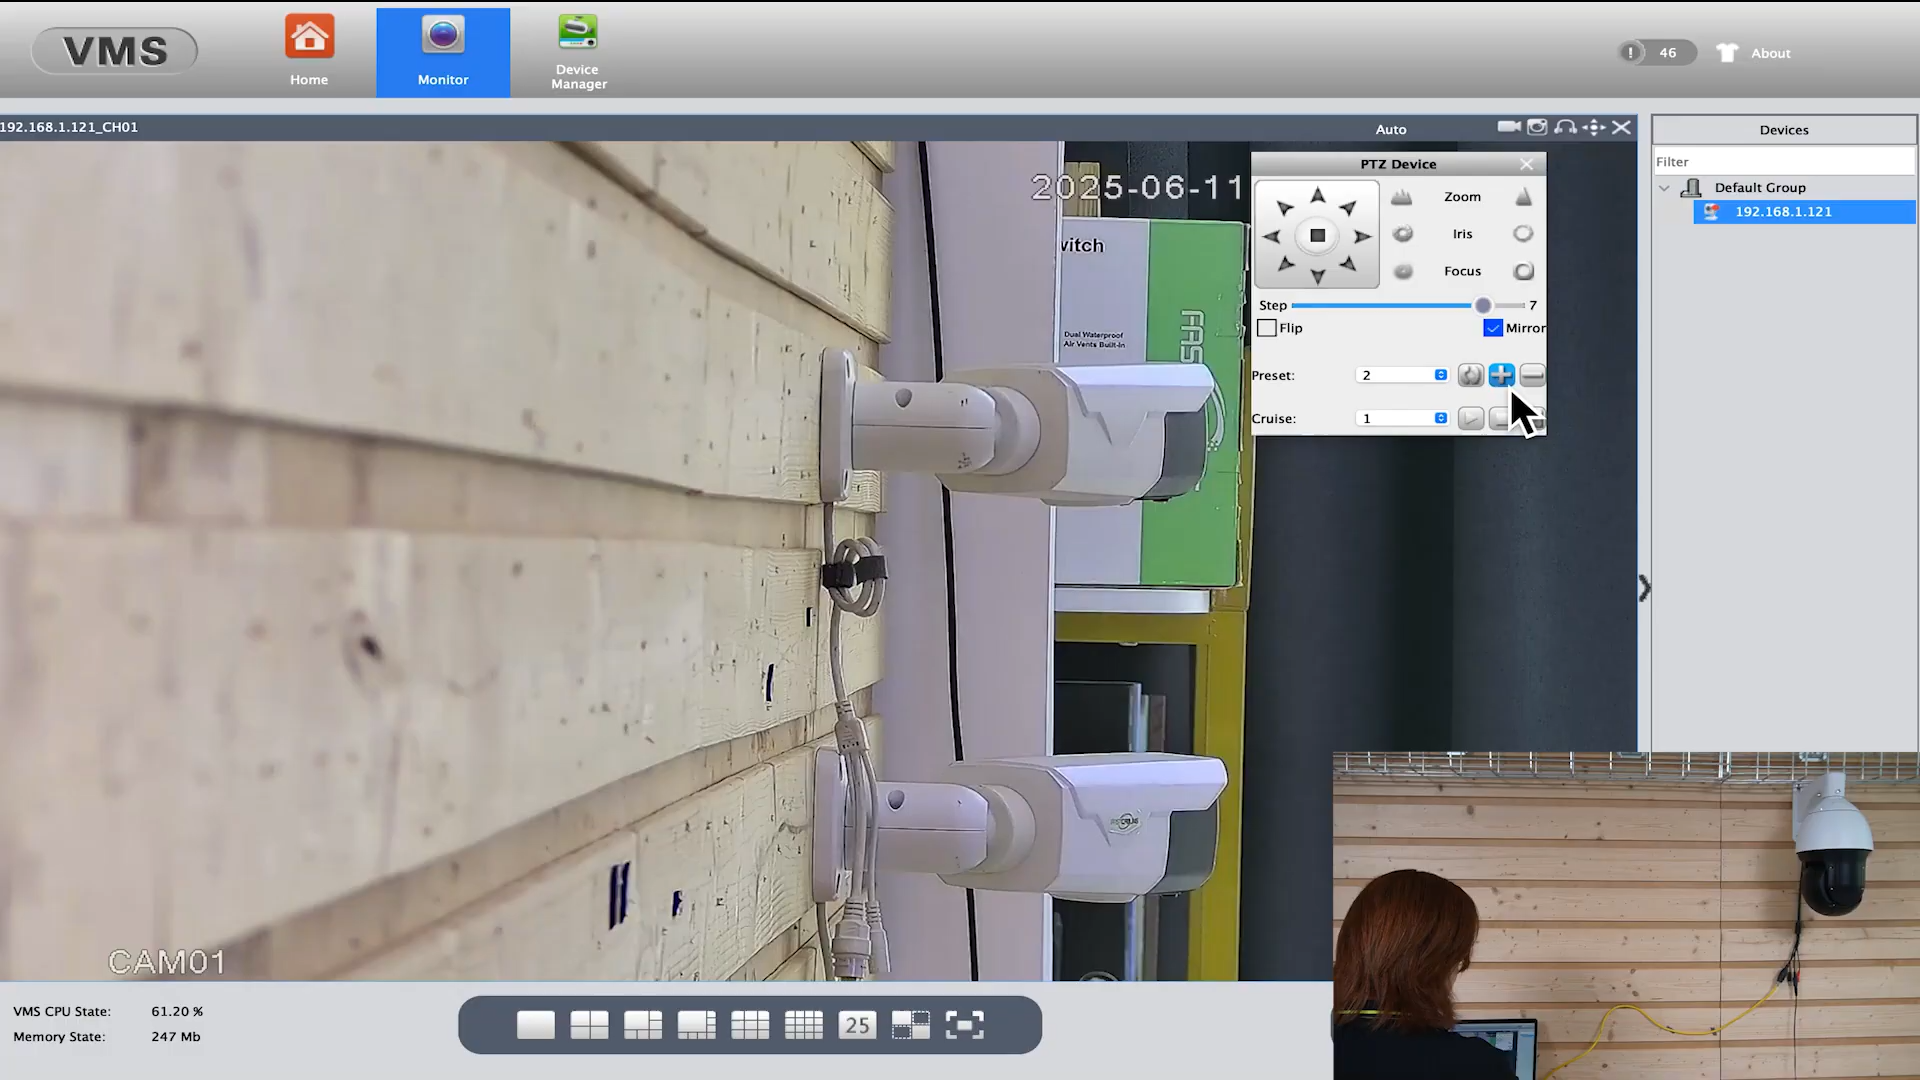 VMS
Home
Monitor
Device
Manager
! 46
About
192.168.1.121_CH01
Auto
2025-06-11
PTZ Device
Zoom
Iris
Focus
Step
7
Flip
Mirror
Preset:
2
Cruise:
1
Devices
Filter
Default Group
192.168.1.121
witch
Dual Waterproof
Air Vents Built-In
FAS
CAM01
VMS CPU State: 61.20 %
Memory State: 247 Mb
25